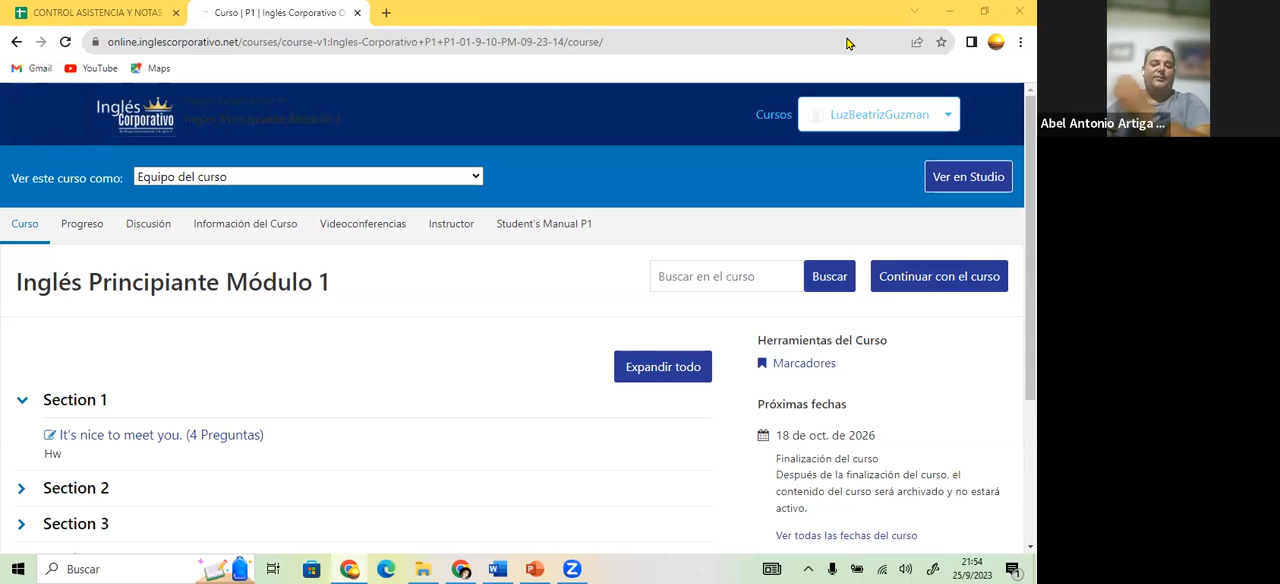 CONTROL ASISTENCIA Y NOTAS
Curso | P1 | Inglés Corporativo O
online.inglescorporativo.net/courses/course-v1:Ingles-Corporativo+P1+P1-01-9-10-PM-09-23-14/course/
Gmail YouTube Maps
Inglés
Corporativo
Inglés Principiante Módulo 1
Cursos LuzBeatrizGuzman
Abel Antonio Artiga ...
Ver este curso como: Equipo del curso Ver en Studio
Curso Progreso Discusión Información del Curso Videoconferencias Instructor Student's Manual P1
Inglés Principiante Módulo 1
Buscar en el curso Buscar Continuar con el curso
Expandir todo
Section 1
It's nice to meet you. (4 Preguntas)
Hw
Section 2
Section 3
Herramientas del Curso
Marcadores
Próximas fechas
18 de oct. de 2026
Finalización del curso
Después de la finalización del curso, el
contenido del curso será archivado y no estará
activo.
Ver todas las fechas del curso
Buscar
21:54
25/9/2023
1